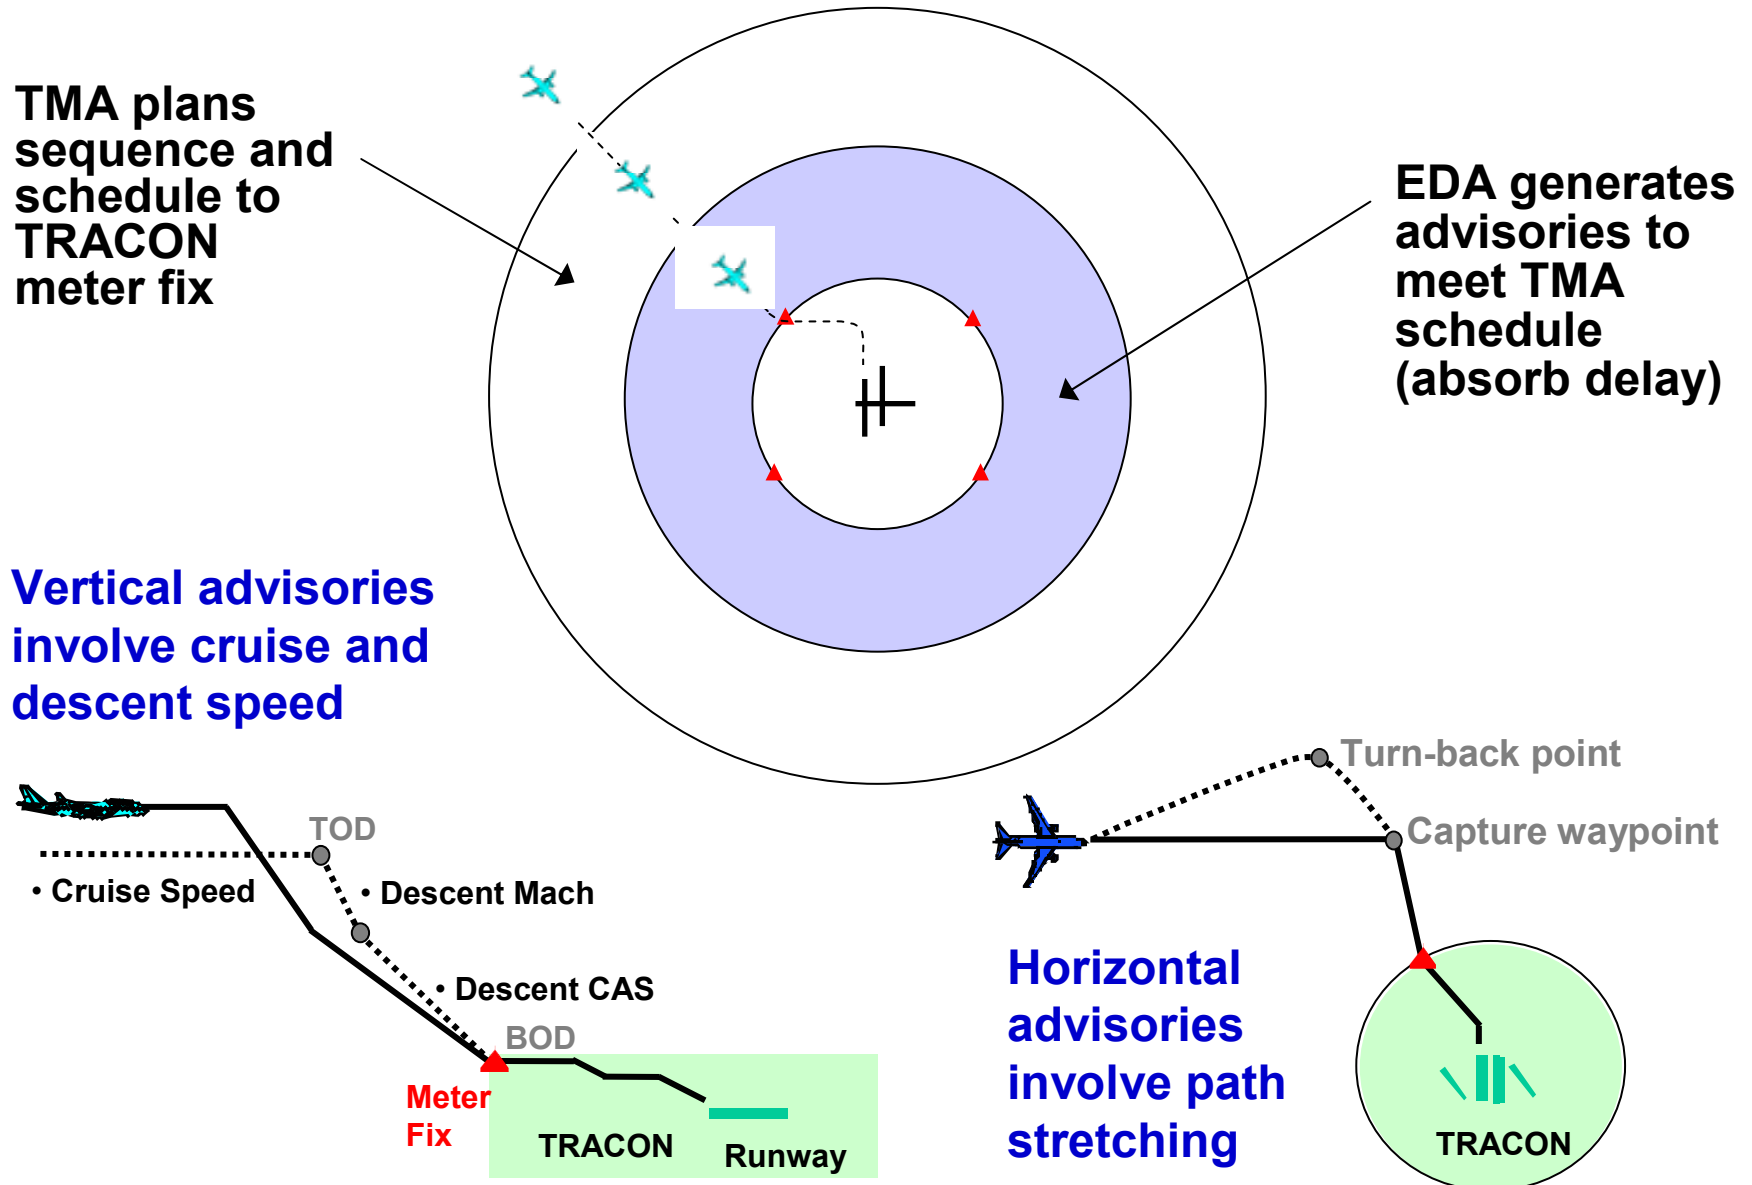 TMA plans
sequence and
schedule to
TRACON
meter fix
EDA generates
advisories to
meet TMA
schedule
(absorb delay)
Vertical advisories
involve cruise and
descent speed
TOD
• Cruise Speed
• Descent Mach
• Descent CAS
BOD
Meter
Fix
TRACON
Runway
Turn-back point
Capture waypoint
Horizontal
advisories
involve path
stretching
TRACON